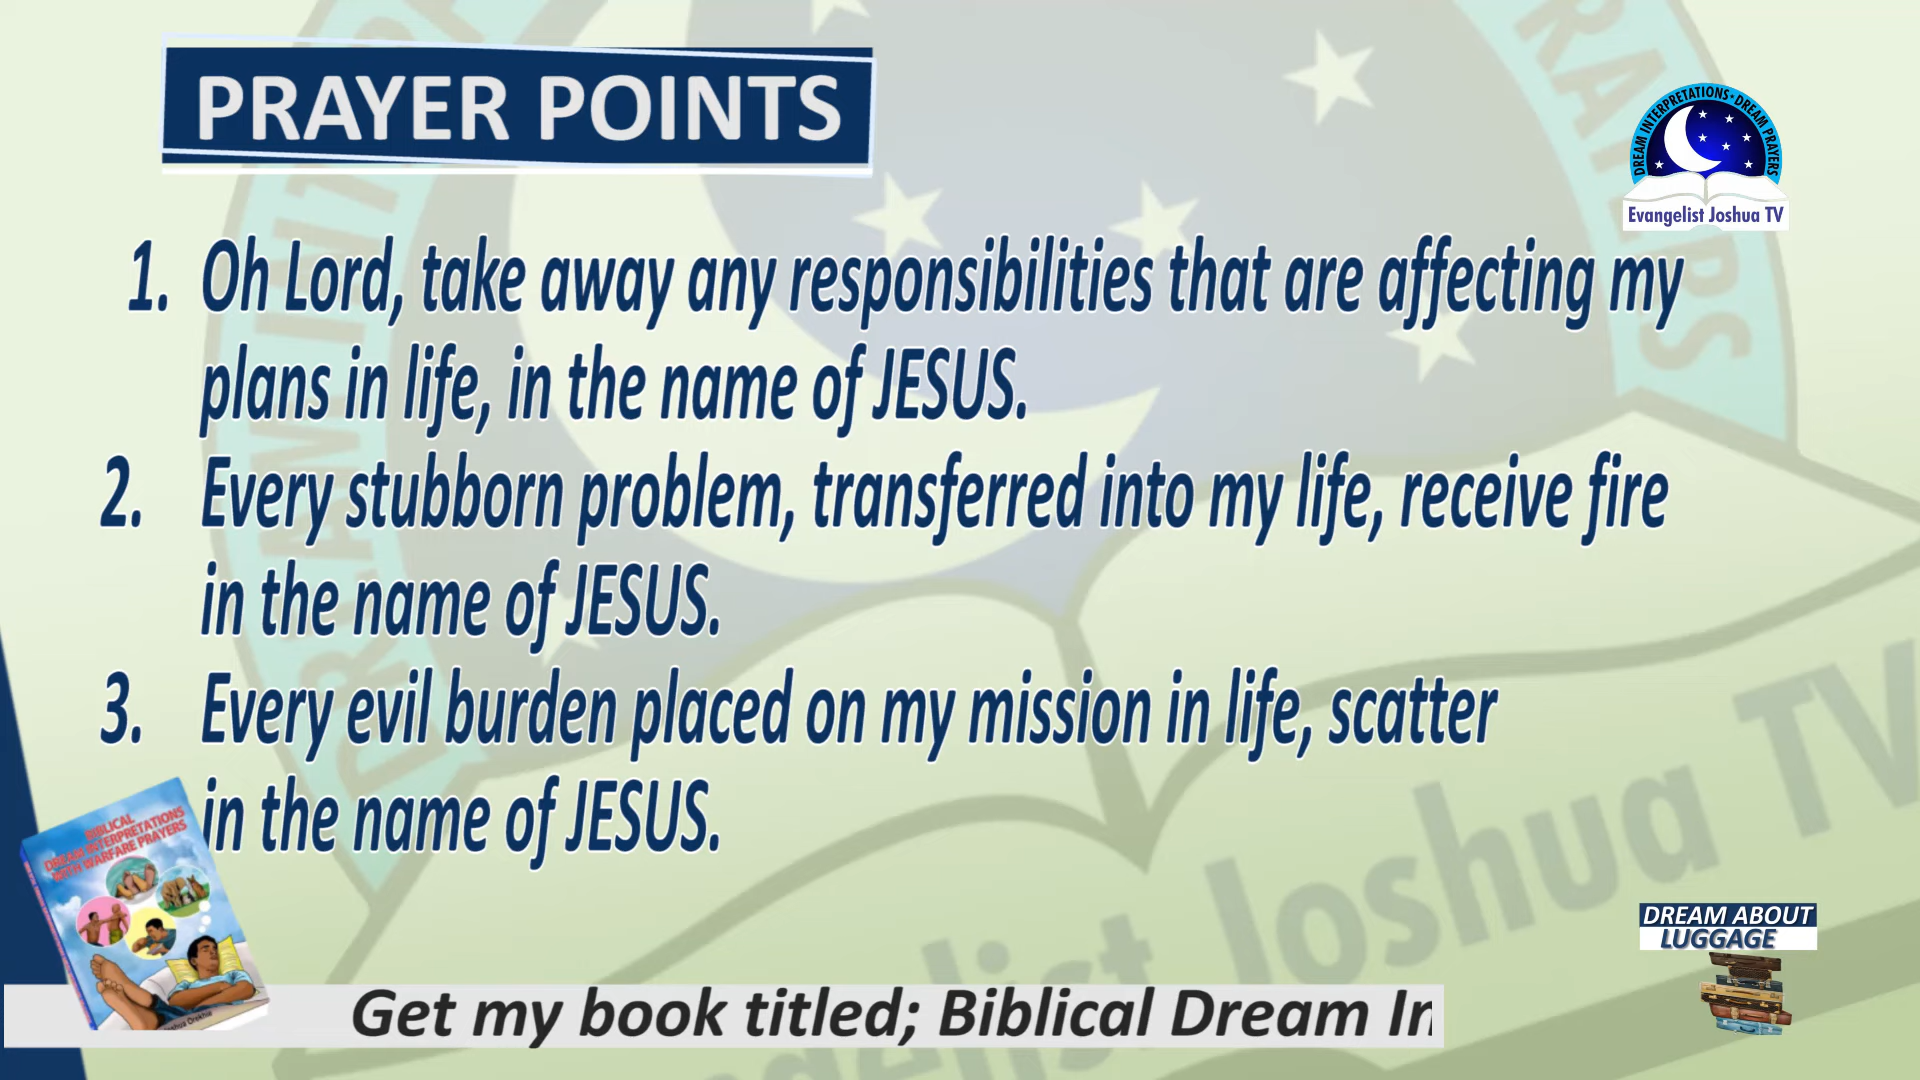 PRAYER POINTS
DREAM INTERPRETATIONS • DREAM PRAYERS
Evangelist Joshua TV
1. Oh Lord, take away any responsibilities that are affecting my
plans in life, in the name of JESUS.
2. Every stubborn problem, transferred into my life, receive fire
in the name of JESUS.
3. Every evil burden placed on my mission in life, scatter
in the name of JESUS.
BIBLICAL
DREAM INTERPRETATIONS
WITH WARFARE PRAYERS
DREAM ABOUT
LUGGAGE
Get my book titled; Biblical Dream In